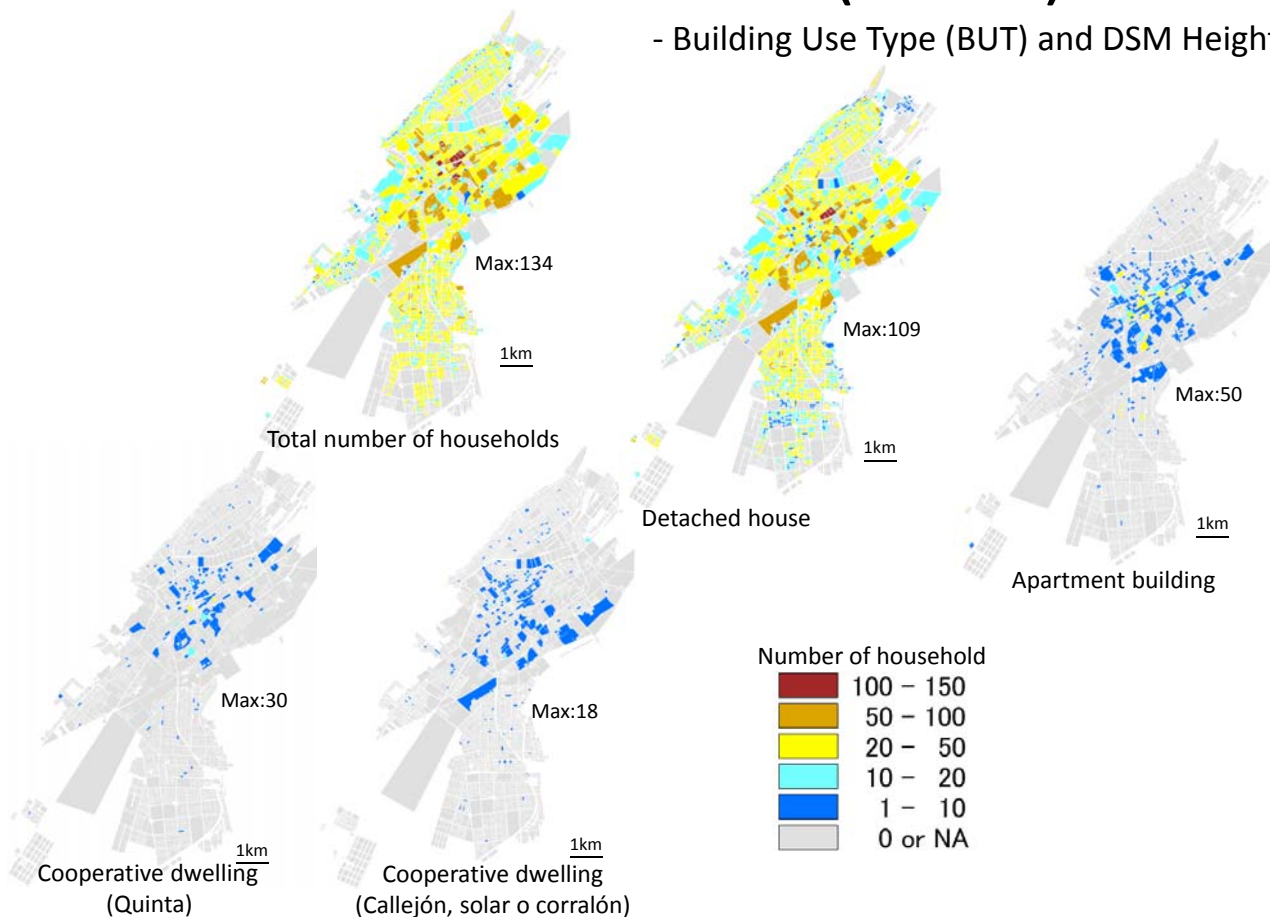 - Building Use Type (BUT) and DSM Height
Max:134
1km
Total number of households
Max:109
1km
Detached house
Max:50
1km
Apartment building
Max:30
1km
Cooperative dwelling
(Quinta)
Max:18
1km
Cooperative dwelling
(Callejón, solar o corralón)
Number of household
100 – 150
50 – 100
20 – 50
10 – 20
1 – 10
0 or NA